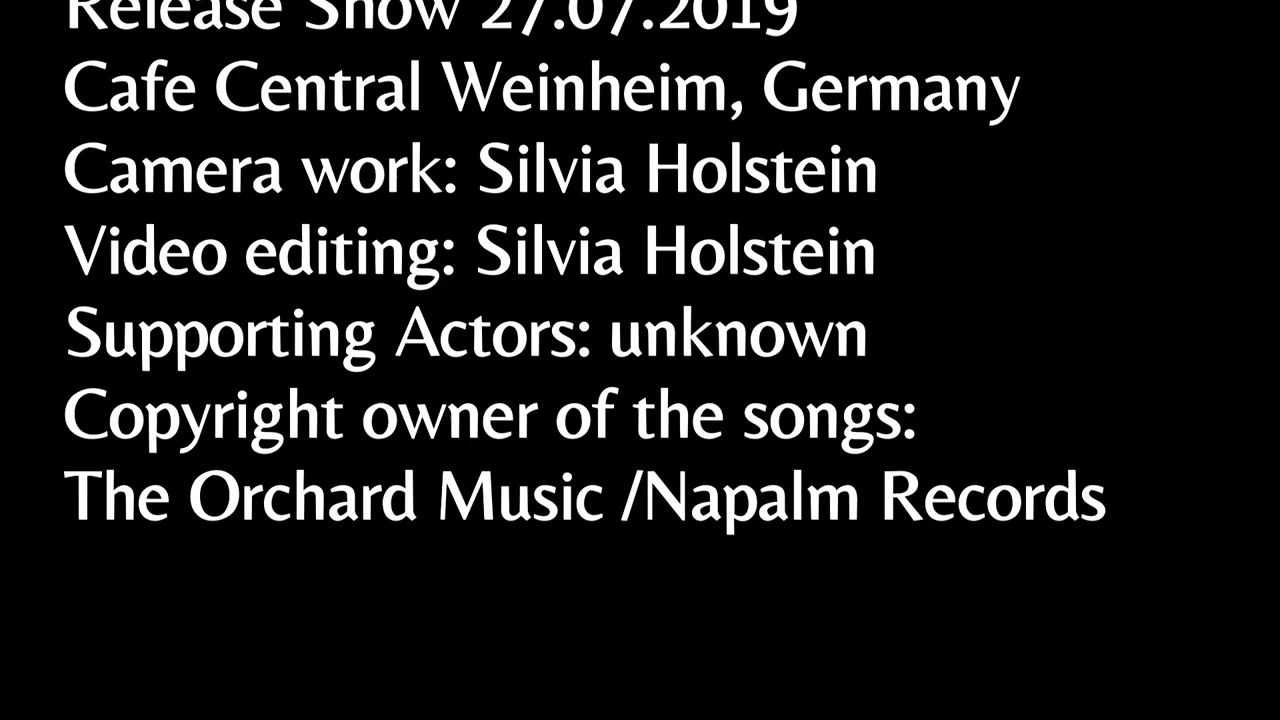 Release Show 27.07.2019
Cafe Central Weinheim, Germany
Camera work: Silvia Holstein
Video editing: Silvia Holstein
Supporting Actors: unknown
Copyright owner of the songs:
The Orchard Music /Napalm Records